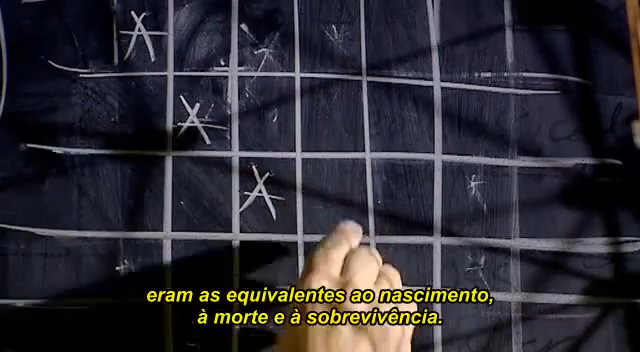 eram as equivalentes ao nascimento,
à morte e à sobrevivência.